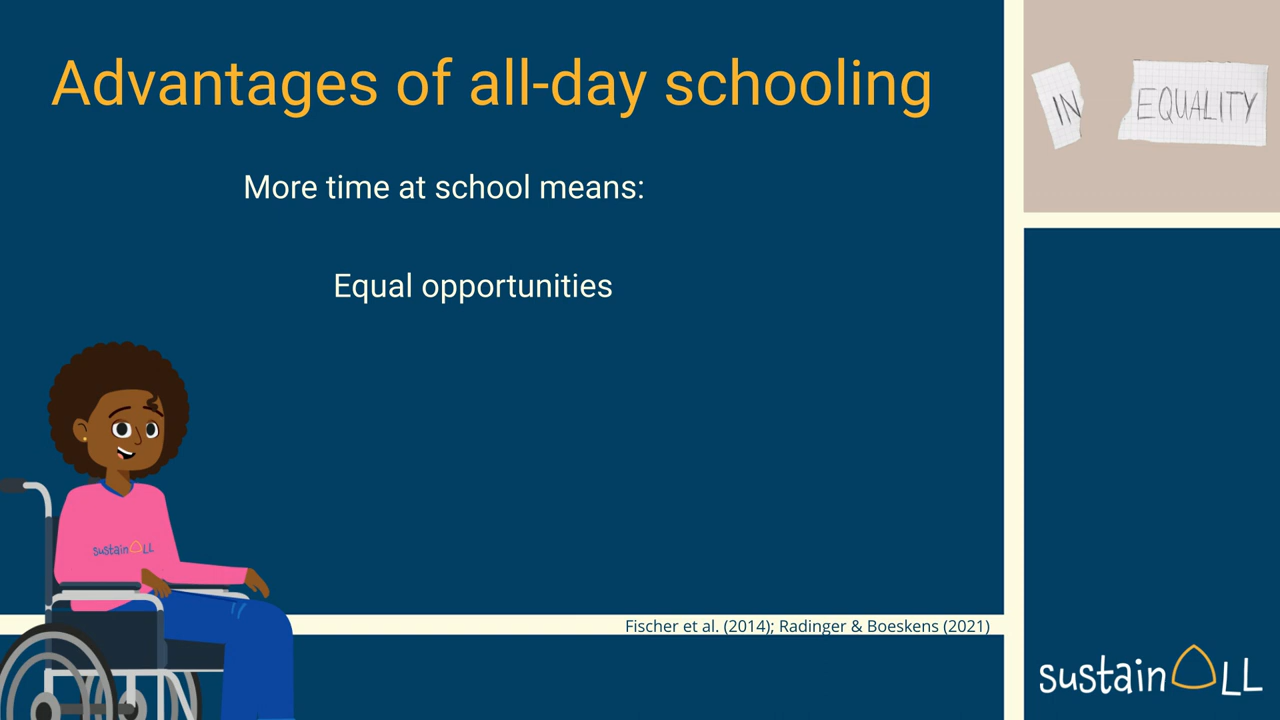 Advantages of all-day schooling
More time at school means:
Equal opportunities
IN EQUALITY
sustainALL
Fischer et al. (2014); Radinger & Boeskens (2021)
sustainALL